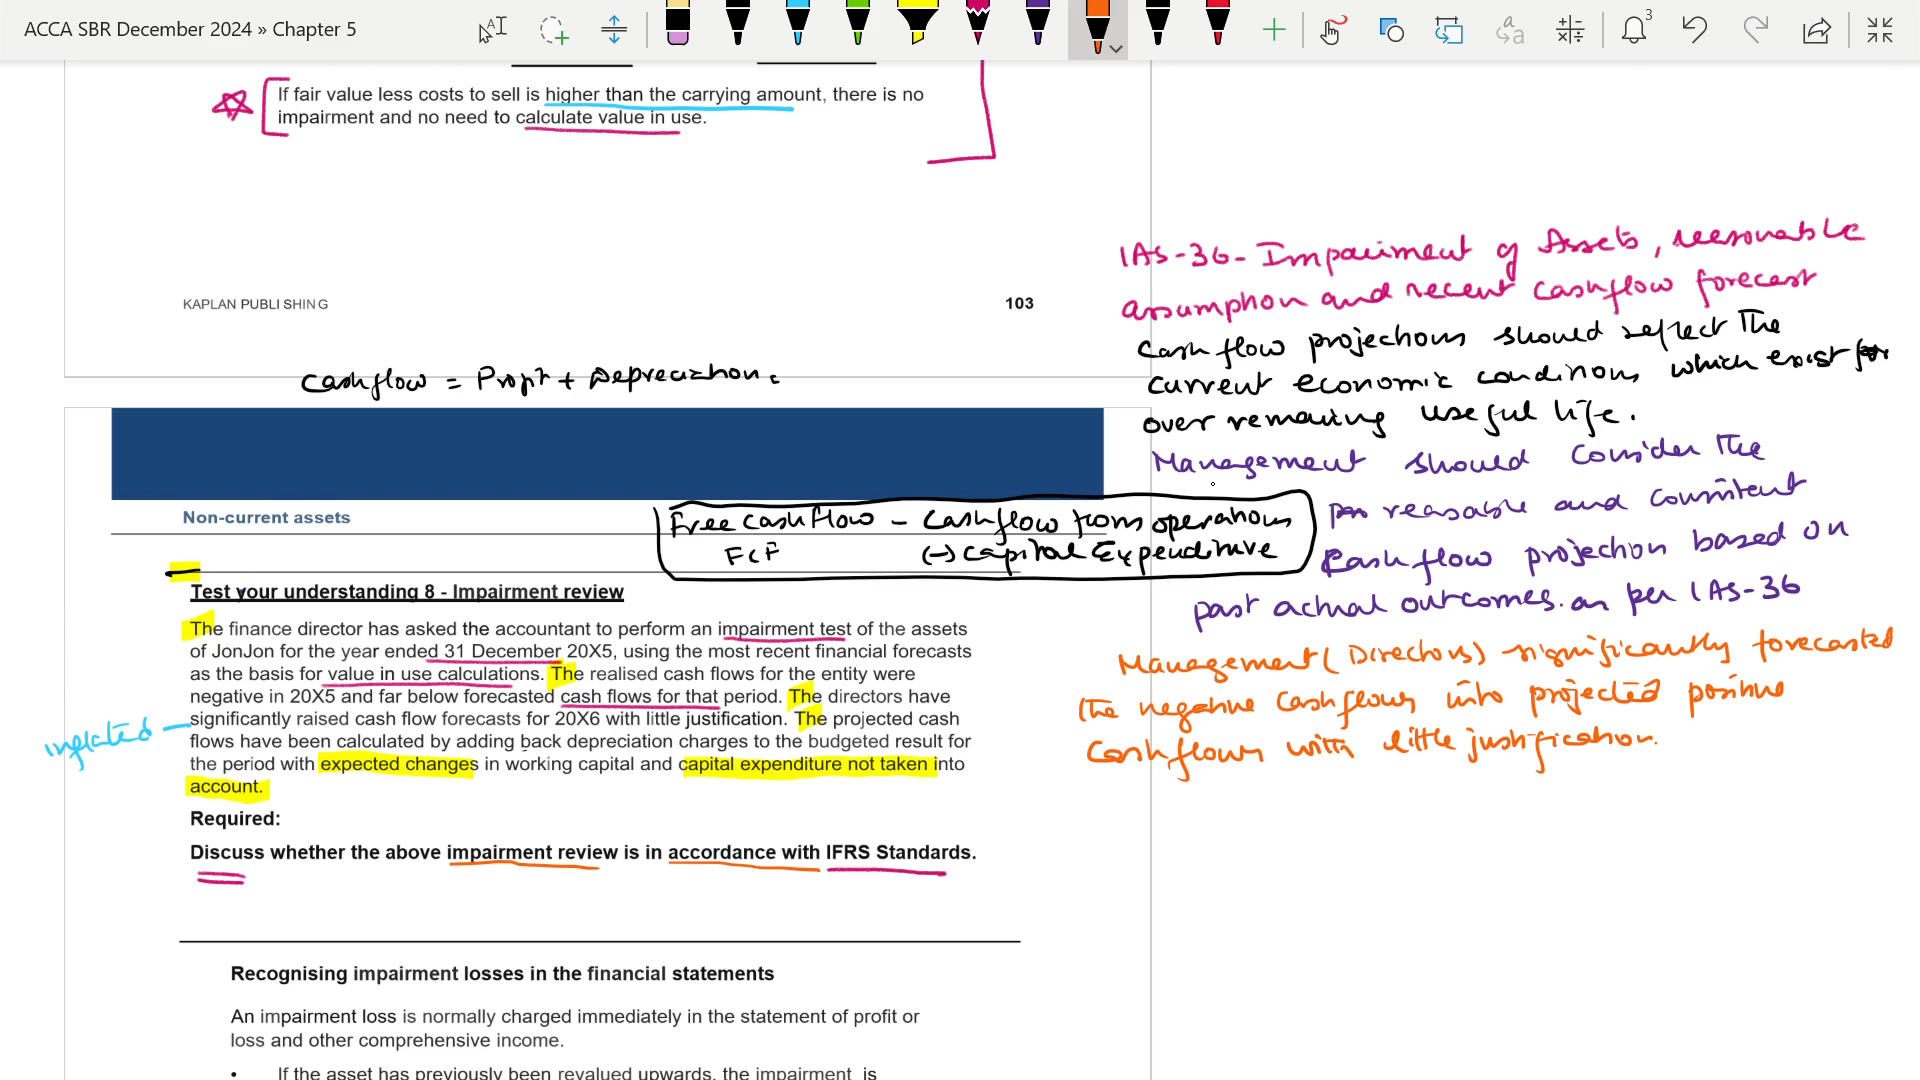 ACCA SBR December 2024 » Chapter 5
3
If fair value less costs to sell is higher than the carrying amount, there is no
impairment and no need to calculate value in use.
KAPLAN PUBLISHING
103
Cashflow = Profit + Depreciation.
IAS-36- Impairment of Assets, reasonable
assumption and recent cashflow forecast
Cash flow projections should reflect the
current economic conditions which exist for
over remaining useful life.
Management should consider the
reasable and consistent
Cashflow projection based on
past actual outcomes. as per IAS-36
Management (Directors) significantly forecasted
the negative cashflows into projected positive
Cashflows with little justification.
Non-current assets
Free cashflow - Cashflow from operations
FCF (-) Capital Expenditure
Test your understanding 8 - Impairment review
The finance director has asked the accountant to perform an impairment test of the assets
of JonJon for the year ended 31 December 20X5, using the most recent financial forecasts
as the basis for value in use calculations. The realised cash flows for the entity were
negative in 20X5 and far below forecasted cash flows for that period. The directors have
significantly raised cash flow forecasts for 20X6 with little justification. The projected cash
flows have been calculated by adding back depreciation charges to the budgeted result for
the period with expected changes in working capital and capital expenditure not taken into
account.
inflated
Required:
Discuss whether the above impairment review is in accordance with IFRS Standards.
Recognising impairment losses in the financial statements
An impairment loss is normally charged immediately in the statement of profit or
loss and other comprehensive income.
• If the asset has previously been revalued upwards, the impairment is